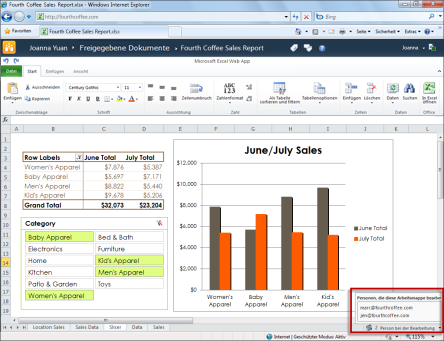 Fourth Coffee Sales Report.xlsx - Windows Internet Explorer
http://fourthcoffee.com
Bing
Favoriten
Fourth Coffee Sales Report.xlsx
Seite
Sicherheit
Extras
Joanna Yuan › Freigegebene Dokumente › Fourth Coffee Sales Report
Joanna
Microsoft Excel Web App
Datei Start Einfügen Ansicht
Einfügen
Ausschneiden
Kopieren
Century Gothic 11
Zeilenumbruch
ABC 123
Zahlenformat
Als Tabelle sortieren und filtern
Tabellenoptionen
Einfügen Löschen
Daten Suchen
In Excel öffnen
Zwischenablage Schriftart Ausrichtung Zahl Tabellen Zellen Daten Office
A B C D E F G H I J K L
Row Labels June Total July Total
Women's Apparel $7,876 $5,387
Baby Apparel $5,697 $7,171
Men's Apparel $8,822 $5,440
Kid's Apparel $9,678 $5,206
Grand Total $32,073 $23,204
Category
Baby Apparel Bed & Bath
Electronics Furniture
Home Kid's Apparel
Kitchen Men's Apparel
Patio & Garden Toys
Women's Apparel
June/July Sales
$12,000
$10,000
$8,000
$6,000
$4,000
$2,000
$0
Women's Apparel
Baby Apparel
Men's Apparel
Kid's Apparel
June Total
July Total
Personen, die diese Arbeitsmappe bearbei
marc@fourthcoffee.com
jim@fourthcoffee.com
2 Person bei der Bearbeitung
Location Sales Data Slicer Data Sales
Internet | Geschützter Modus: Aktiv
115%